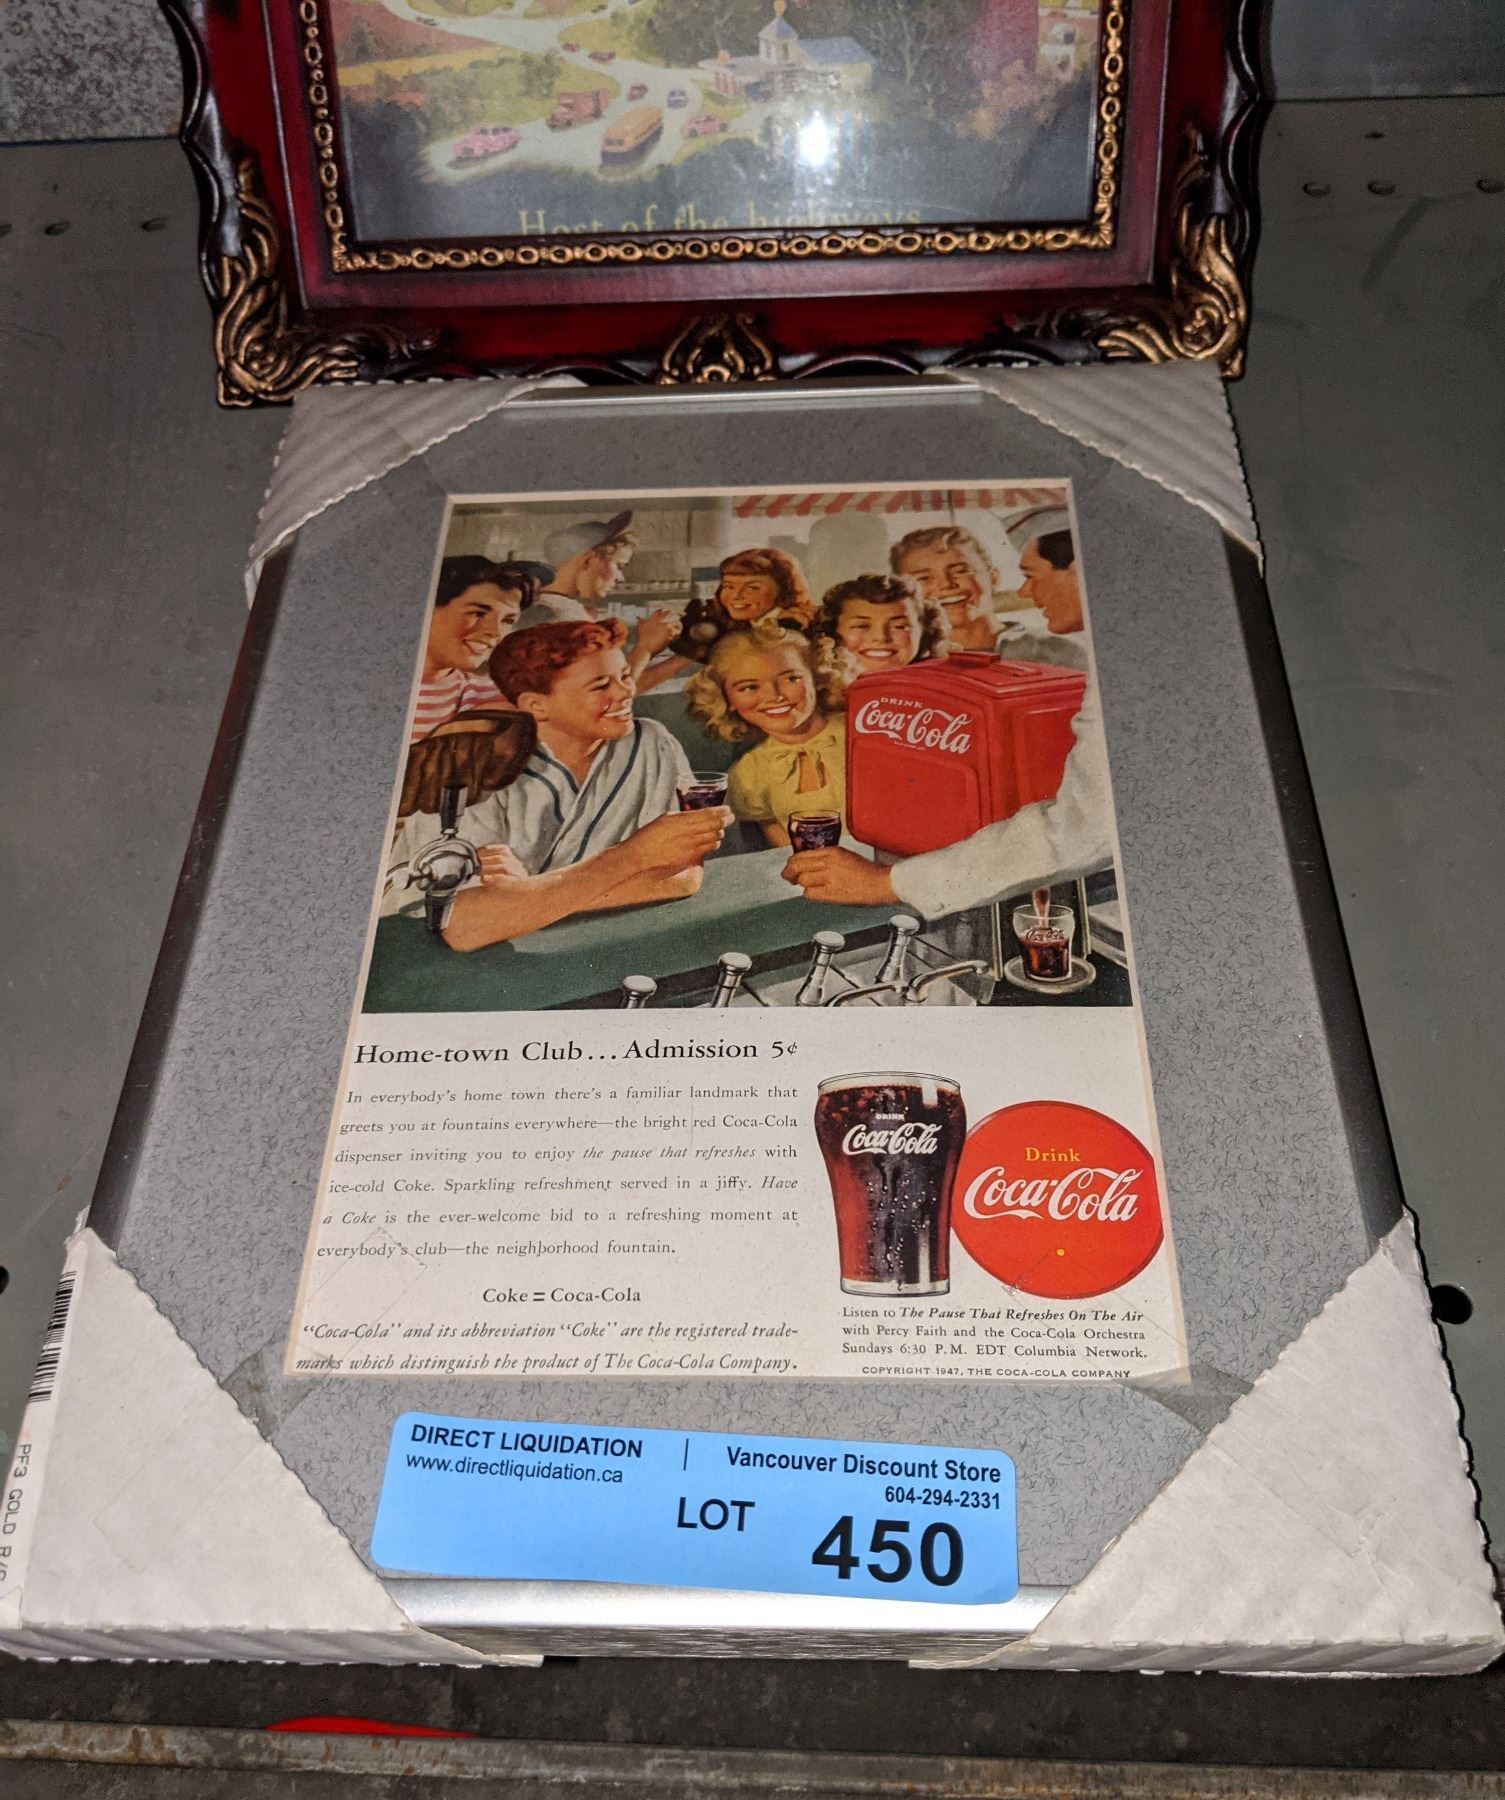 Host of the highways
DRINK
Coca-Cola
Coca-Cola
Home-town Club... Admission 5¢
In everybody's home town there's a familiar landmark that
greets you at fountains everywhere—the bright red Coca-Cola
dispenser inviting you to enjoy the pause that refreshes with
ice-cold Coke. Sparkling refreshment served in a jiffy. Have
a Coke is the ever-welcome bid to a refreshing moment at
everybody's club—the neighborhood fountain.
Coke = Coca-Cola
"Coca-Cola" and its abbreviation "Coke" are the registered trade-
marks which distinguish the product of The Coca-Cola Company.
DRINK
Coca-Cola
Drink
Coca-Cola
Listen to The Pause That Refreshes On The Air
with Percy Faith and the Coca-Cola Orchestra
Sundays 6:30 P.M. EDT Columbia Network.
COPYRIGHT 1947, THE COCA-COLA COMPANY
DIRECT LIQUIDATION | Vancouver Discount Store
www.directliquidation.ca
604-294-2331
LOT 450
PF3 GOLD